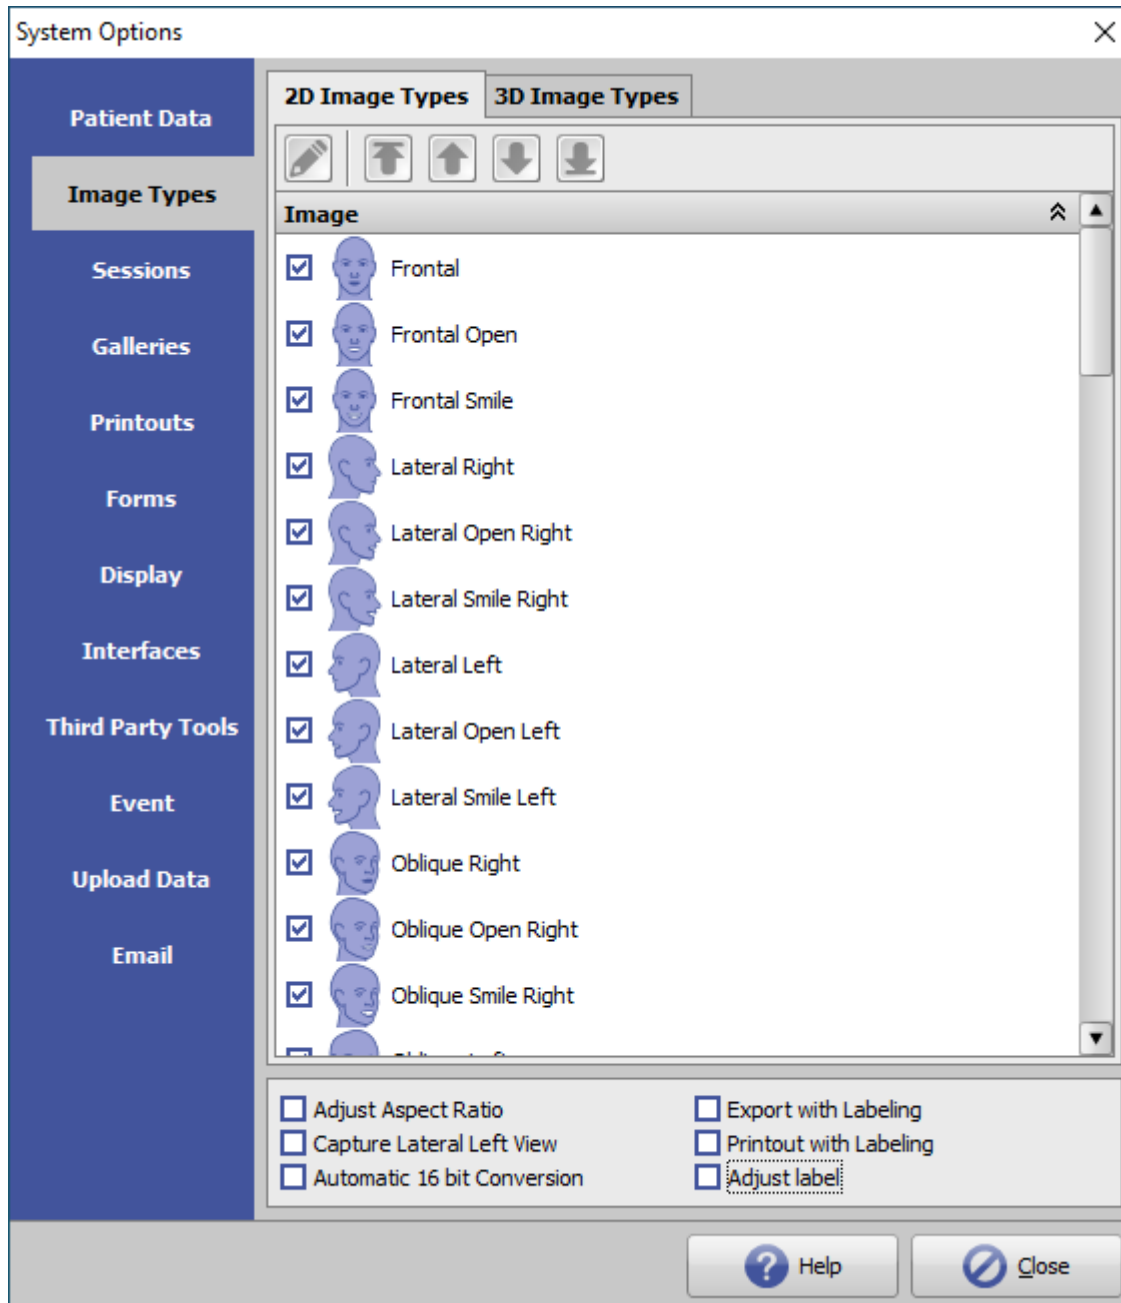 System Options
Patient Data
Image Types
Sessions
Galleries
Printouts
Forms
Display
Interfaces
Third Party Tools
Event
Upload Data
Email
2D Image Types
3D Image Types
Image
Frontal
Frontal Open
Frontal Smile
Lateral Right
Lateral Open Right
Lateral Smile Right
Lateral Left
Lateral Open Left
Lateral Smile Left
Oblique Right
Oblique Open Right
Oblique Smile Right
Adjust Aspect Ratio
Capture Lateral Left View
Automatic 16 bit Conversion
Export with Labeling
Printout with Labeling
Adjust label
Help
Close